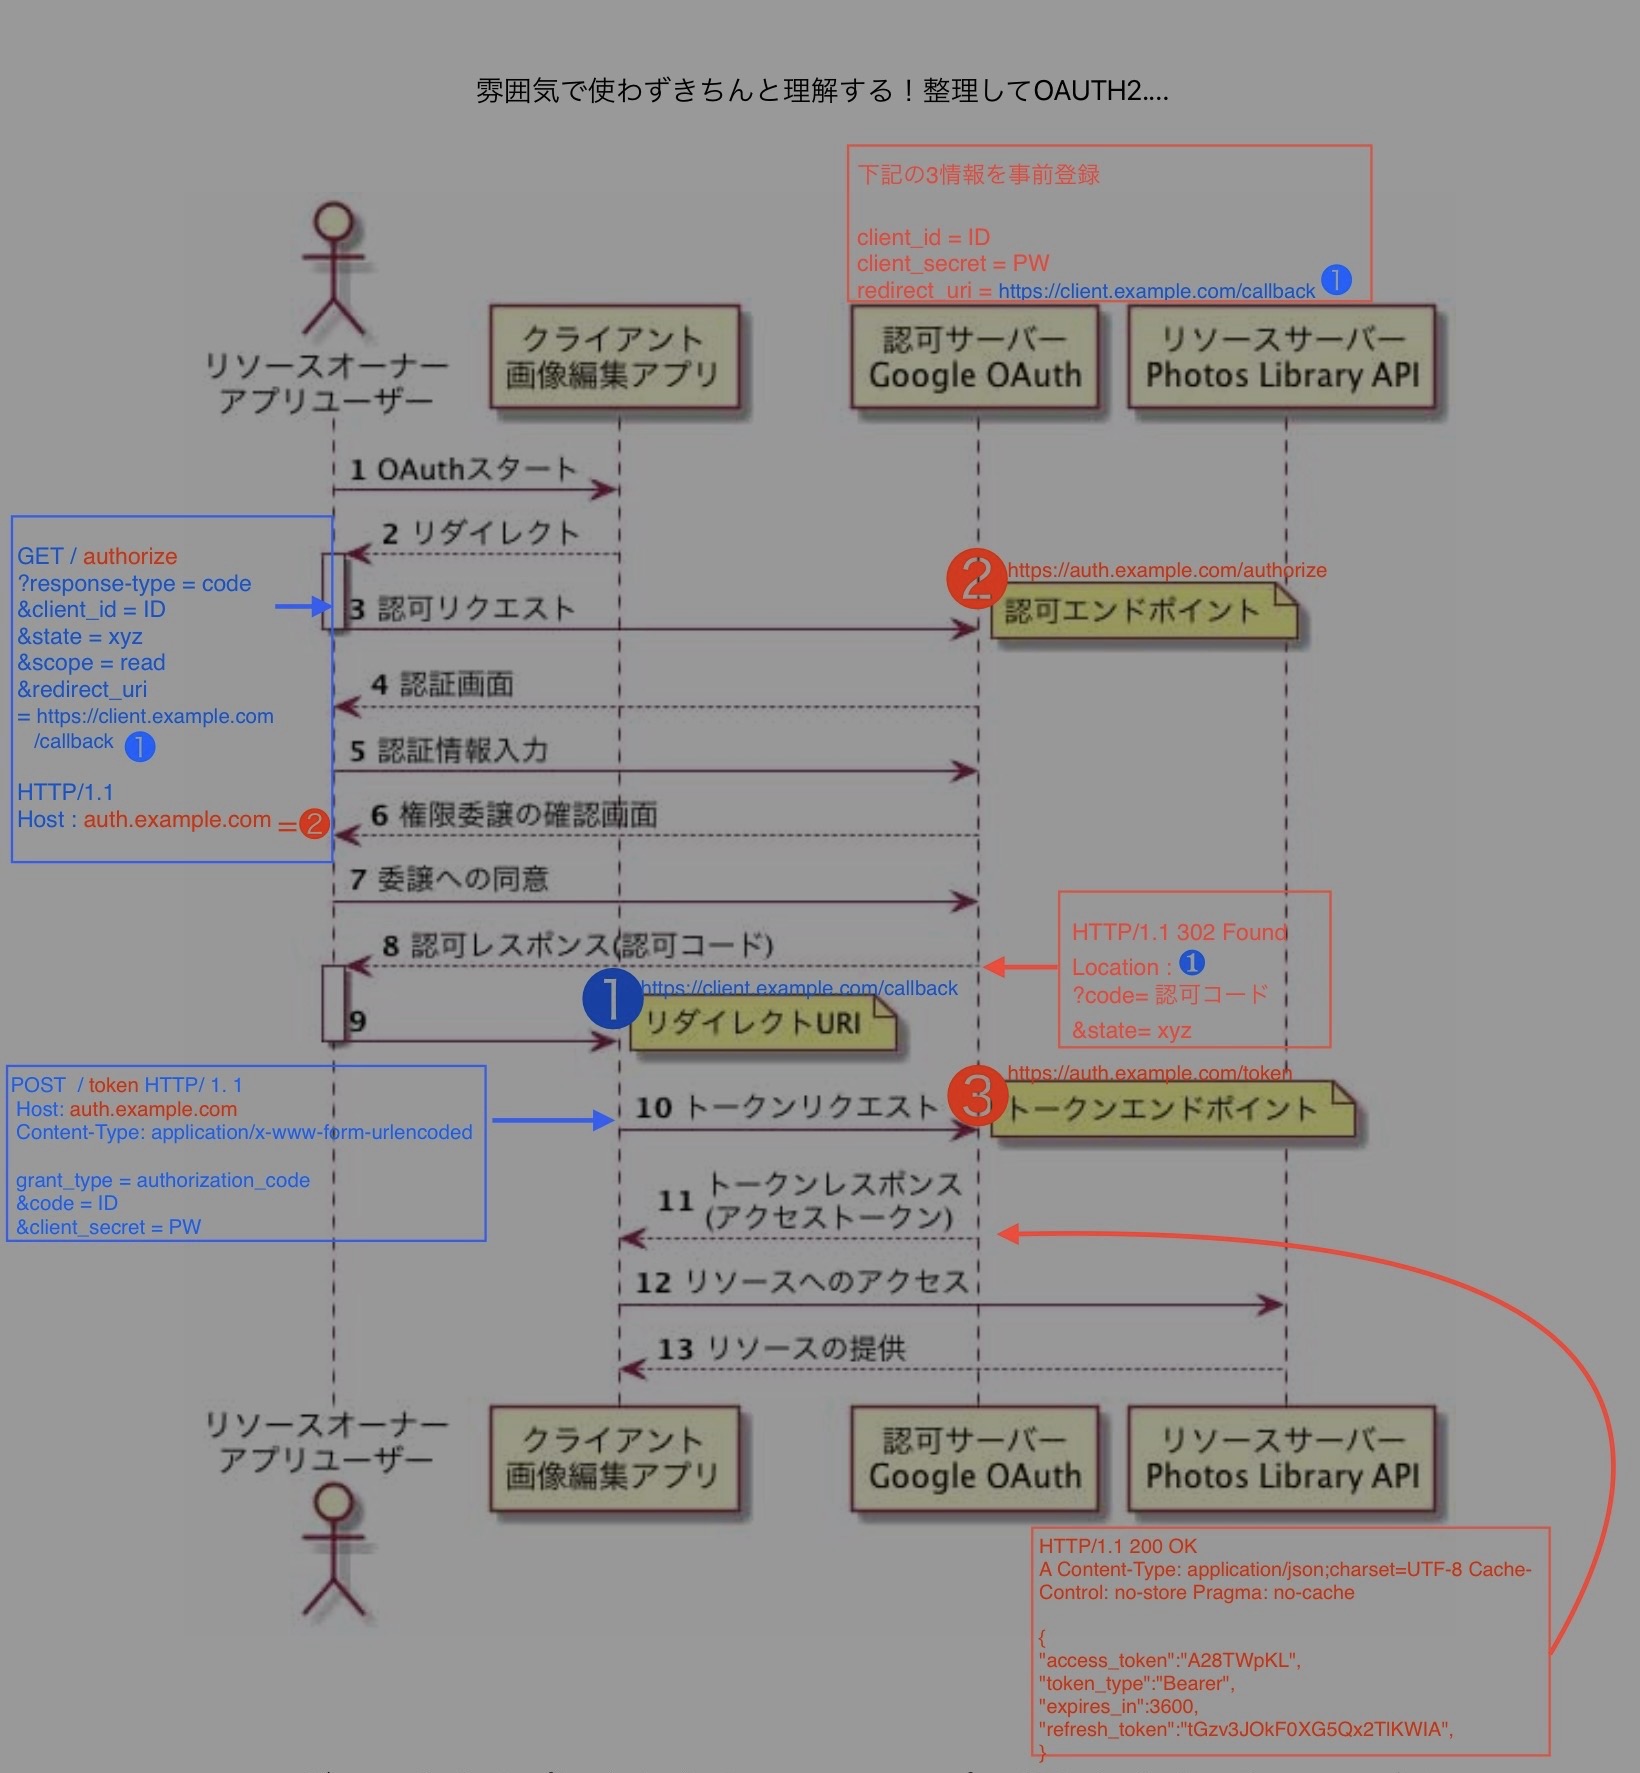 雰囲気で使わずきちんと理解する！整理してOAUTH2....
下記の3情報を事前登録
client_id = ID
client_secret = PW
redirect_uri = https://client.example.com/callback 1
リソースオーナー
アプリユーザー
クライアント
画像編集アプリ
認可サーバー
Google OAuth
リソースサーバー
Photos Library API
1 OAuthスタート
2 リダイレクト
GET / authorize
?response-type = code
&client_id = ID
&state = xyz
&scope = read
&redirect_uri
= https://client.example.com
/callback 1
HTTP/1.1
Host : auth.example.com =2
3 認可リクエスト
2 https://auth.example.com/authorize
認可エンドポイント
4 認証画面
5 認証情報入力
6 権限委譲の確認画面
7 委譲への同意
8 認可レスポンス(認可コード)
HTTP/1.1 302 Found
Location : 1
?code= 認可コード
&state= xyz
1 https://client.example.com/callback
リダイレクトURI
9
POST / token HTTP/ 1. 1
Host: auth.example.com
Content-Type: application/x-www-form-urlencoded
grant_type = authorization_code
&code = ID
&client_secret = PW
10 トークンリクエスト
3 https://auth.example.com/token
トークンエンドポイント
11 トークンレスポンス
(アクセストークン)
12 リソースへのアクセス
13 リソースの提供
リソースオーナー
アプリユーザー
クライアント
画像編集アプリ
認可サーバー
Google OAuth
リソースサーバー
Photos Library API
HTTP/1.1 200 OK
A Content-Type: application/json;charset=UTF-8 Cache-
Control: no-store Pragma: no-cache
{
"access_token":"A28TWpKL",
"token_type":"Bearer",
"expires_in":3600,
"refresh_token":"tGzv3JOkF0XG5Qx2TlKWIA",
}